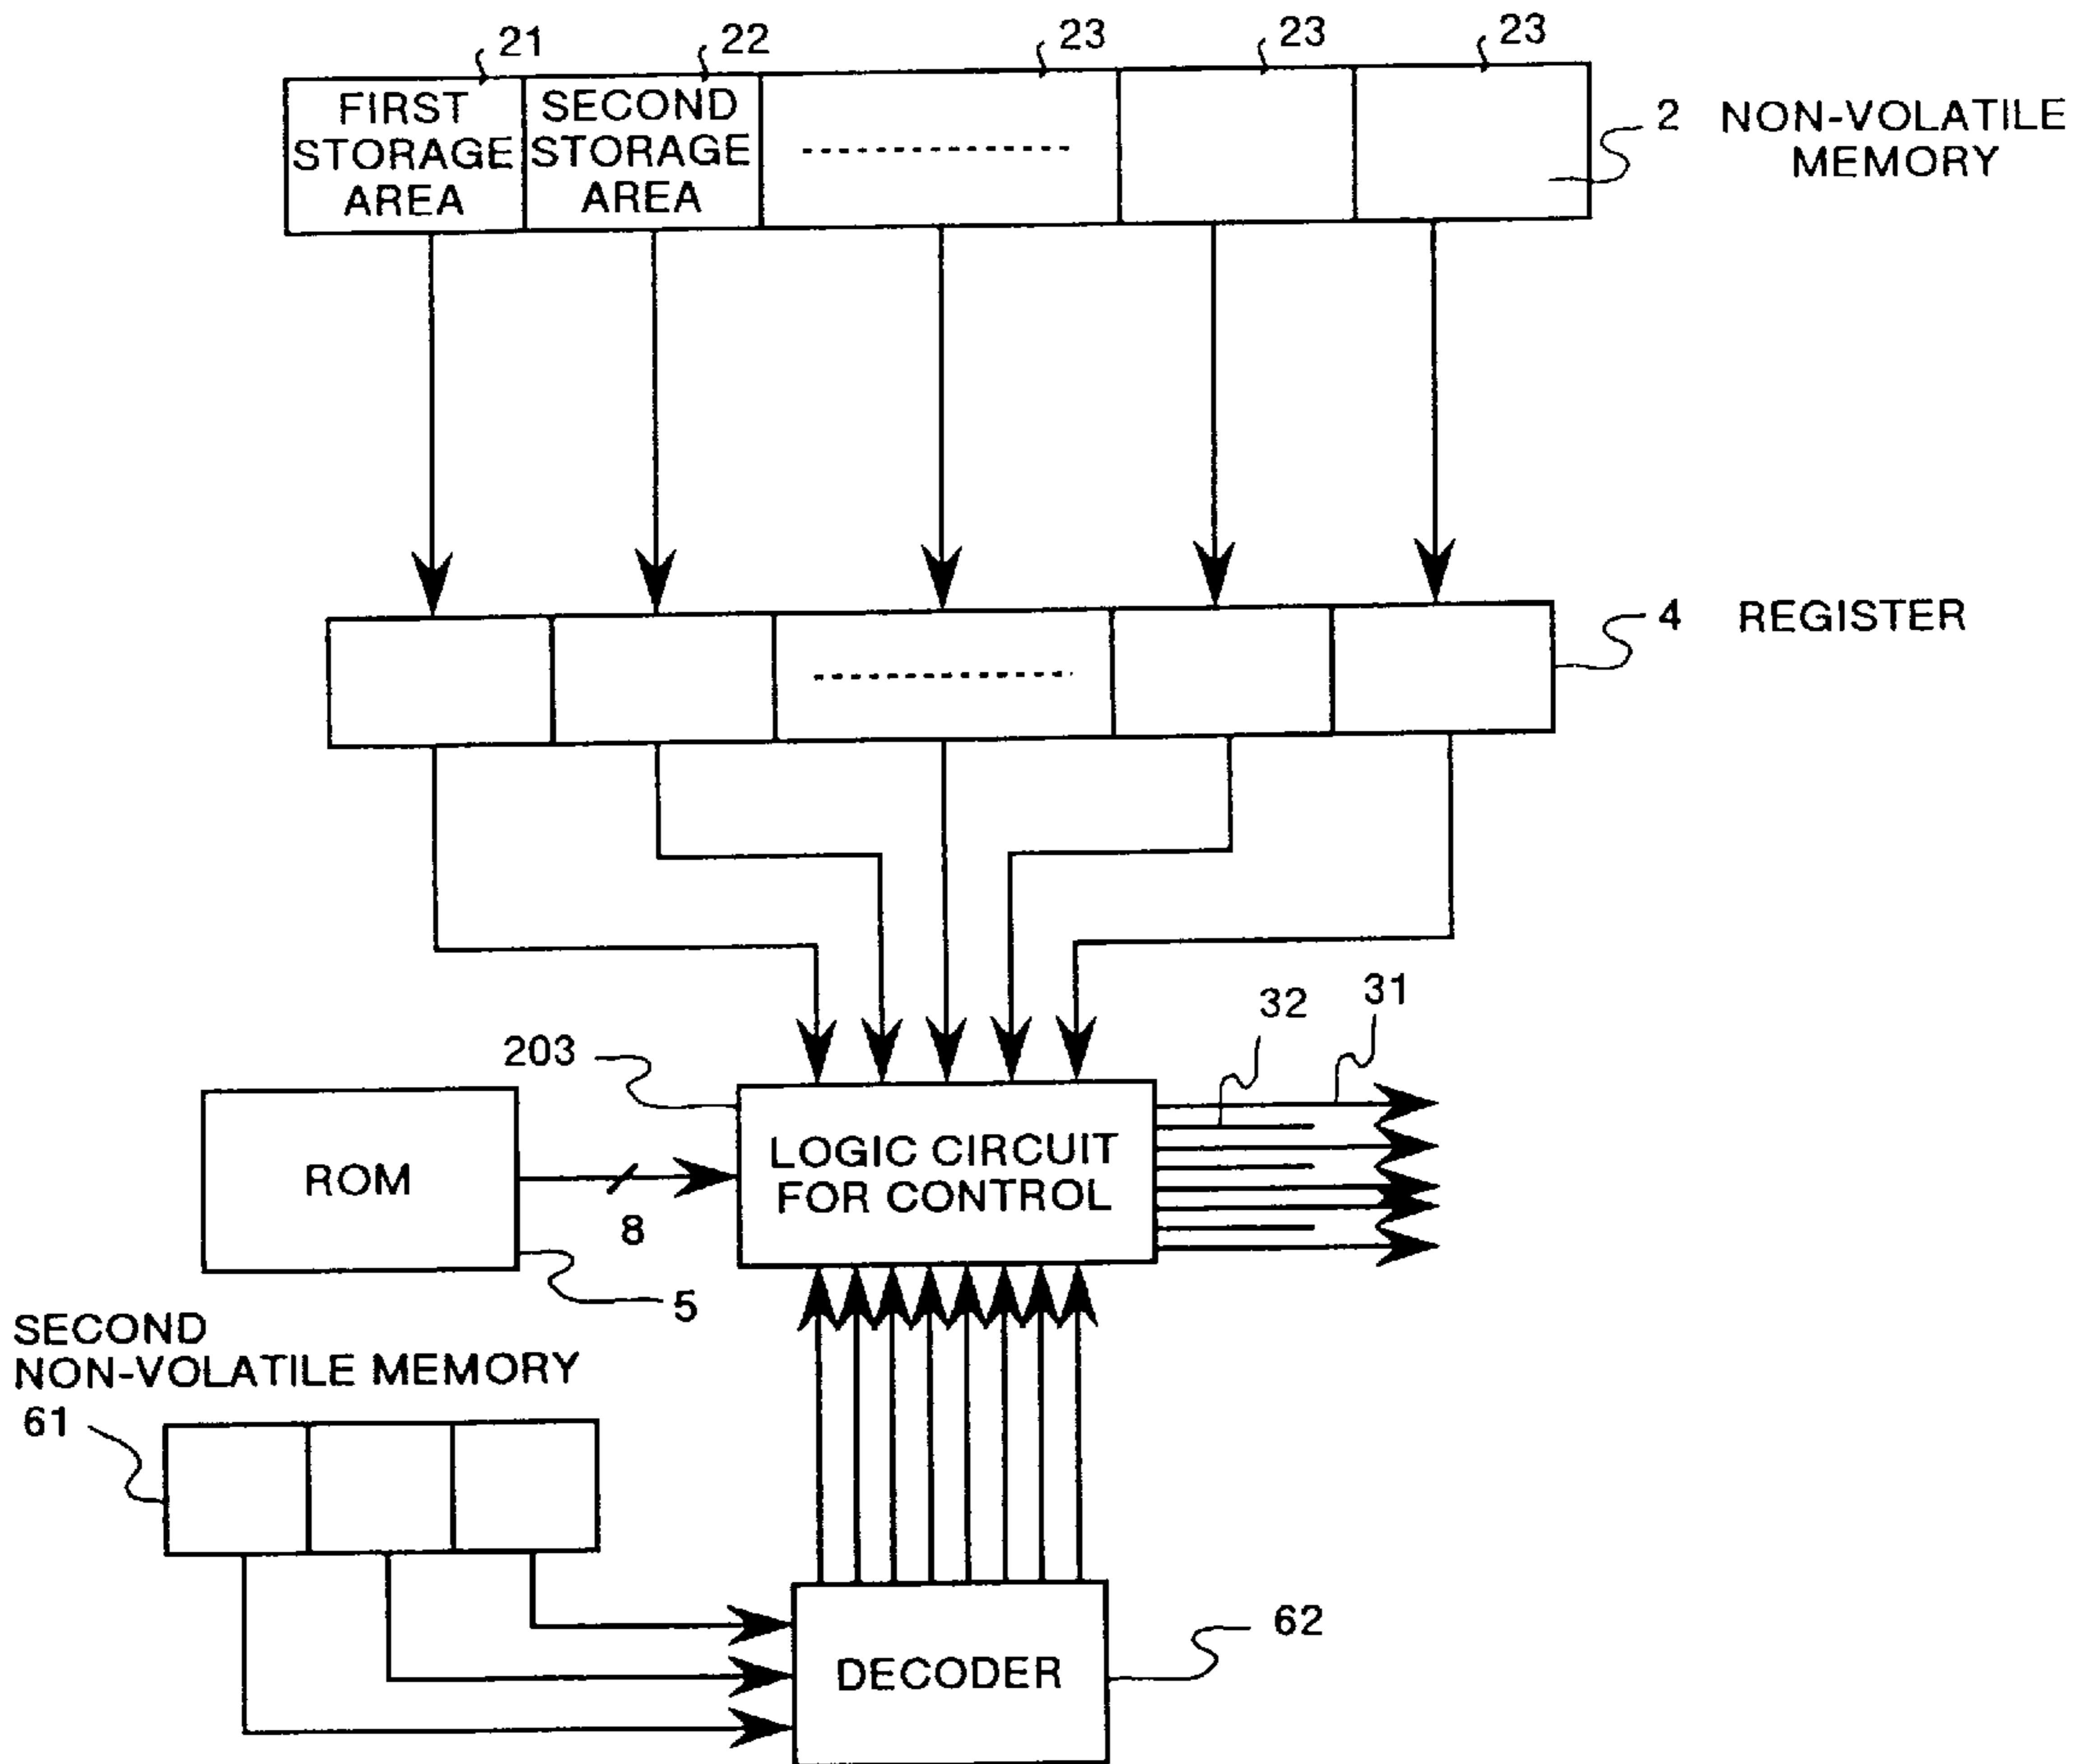 21
22
23
23
23
FIRST
STORAGE
AREA
SECOND
STORAGE
AREA
2 NON-VOLATILE
MEMORY
4 REGISTER
32
31
203
LOGIC CIRCUIT
FOR CONTROL
ROM
8
5
SECOND
NON-VOLATILE MEMORY
61
62
DECODER